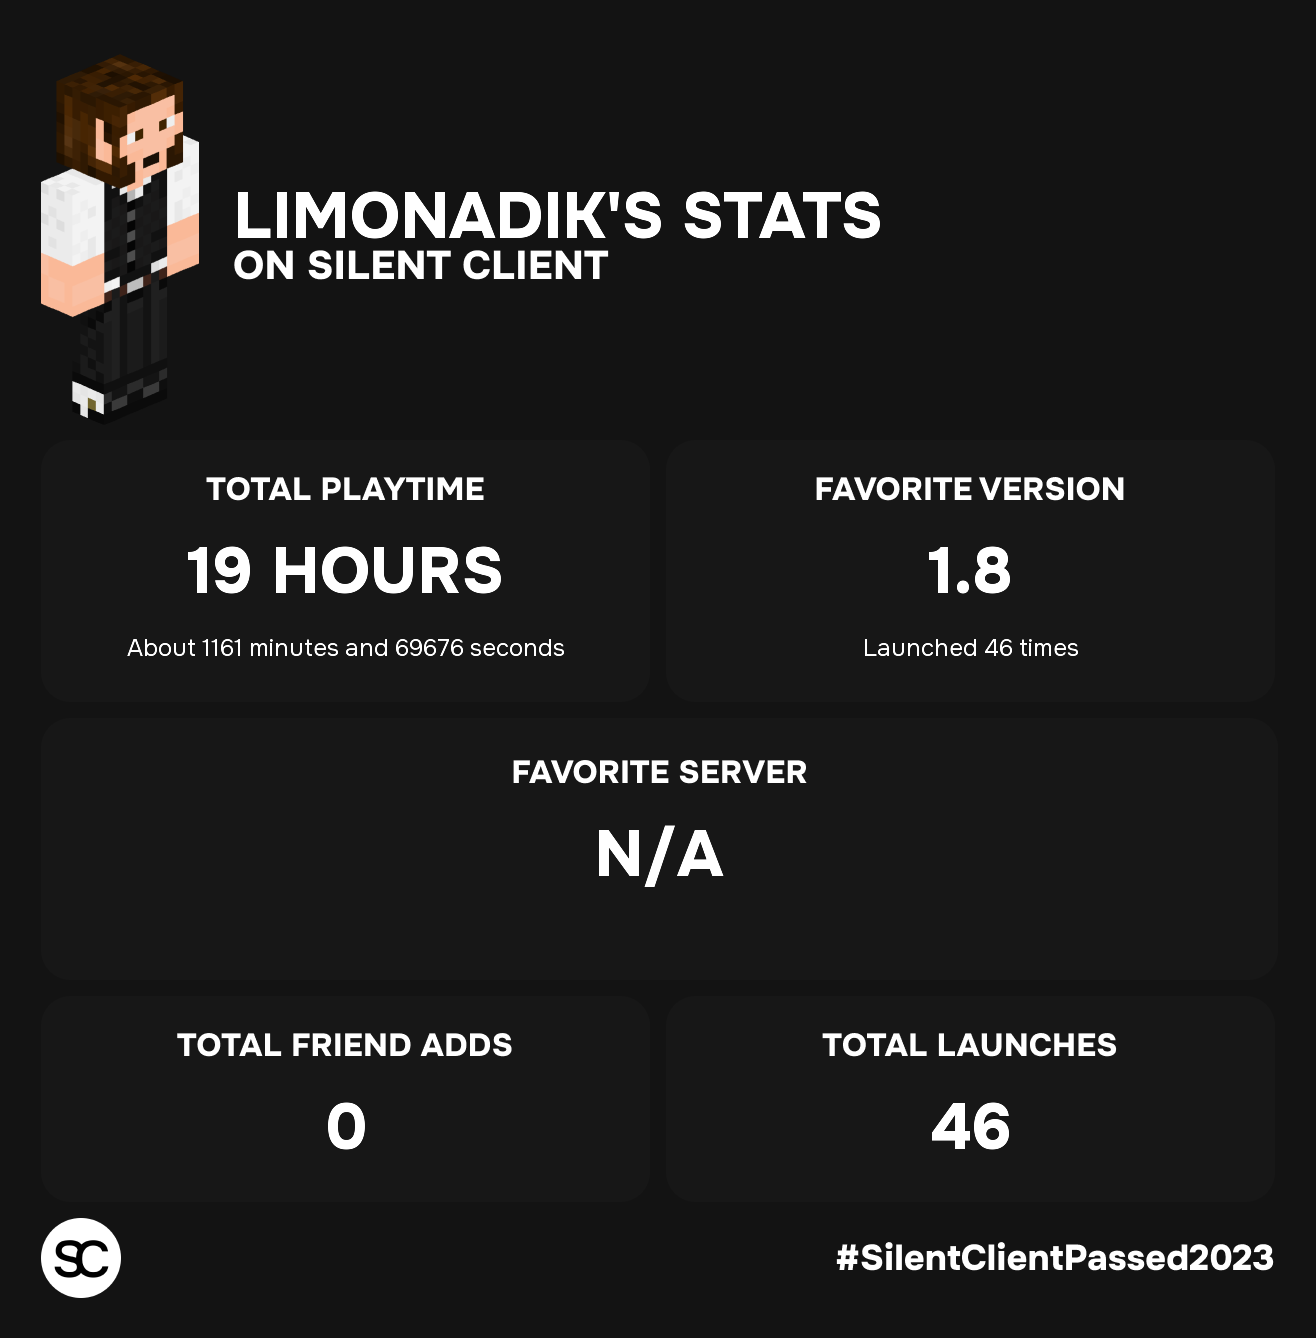 LIMONADIK'S STATS
ON SILENT CLIENT
TOTAL PLAYTIME
19 HOURS
About 1161 minutes and 69676 seconds
FAVORITE VERSION
1.8
Launched 46 times
FAVORITE SERVER
N/A
TOTAL FRIEND ADDS
0
TOTAL LAUNCHES
46
SC
#SilentClientPassed2023